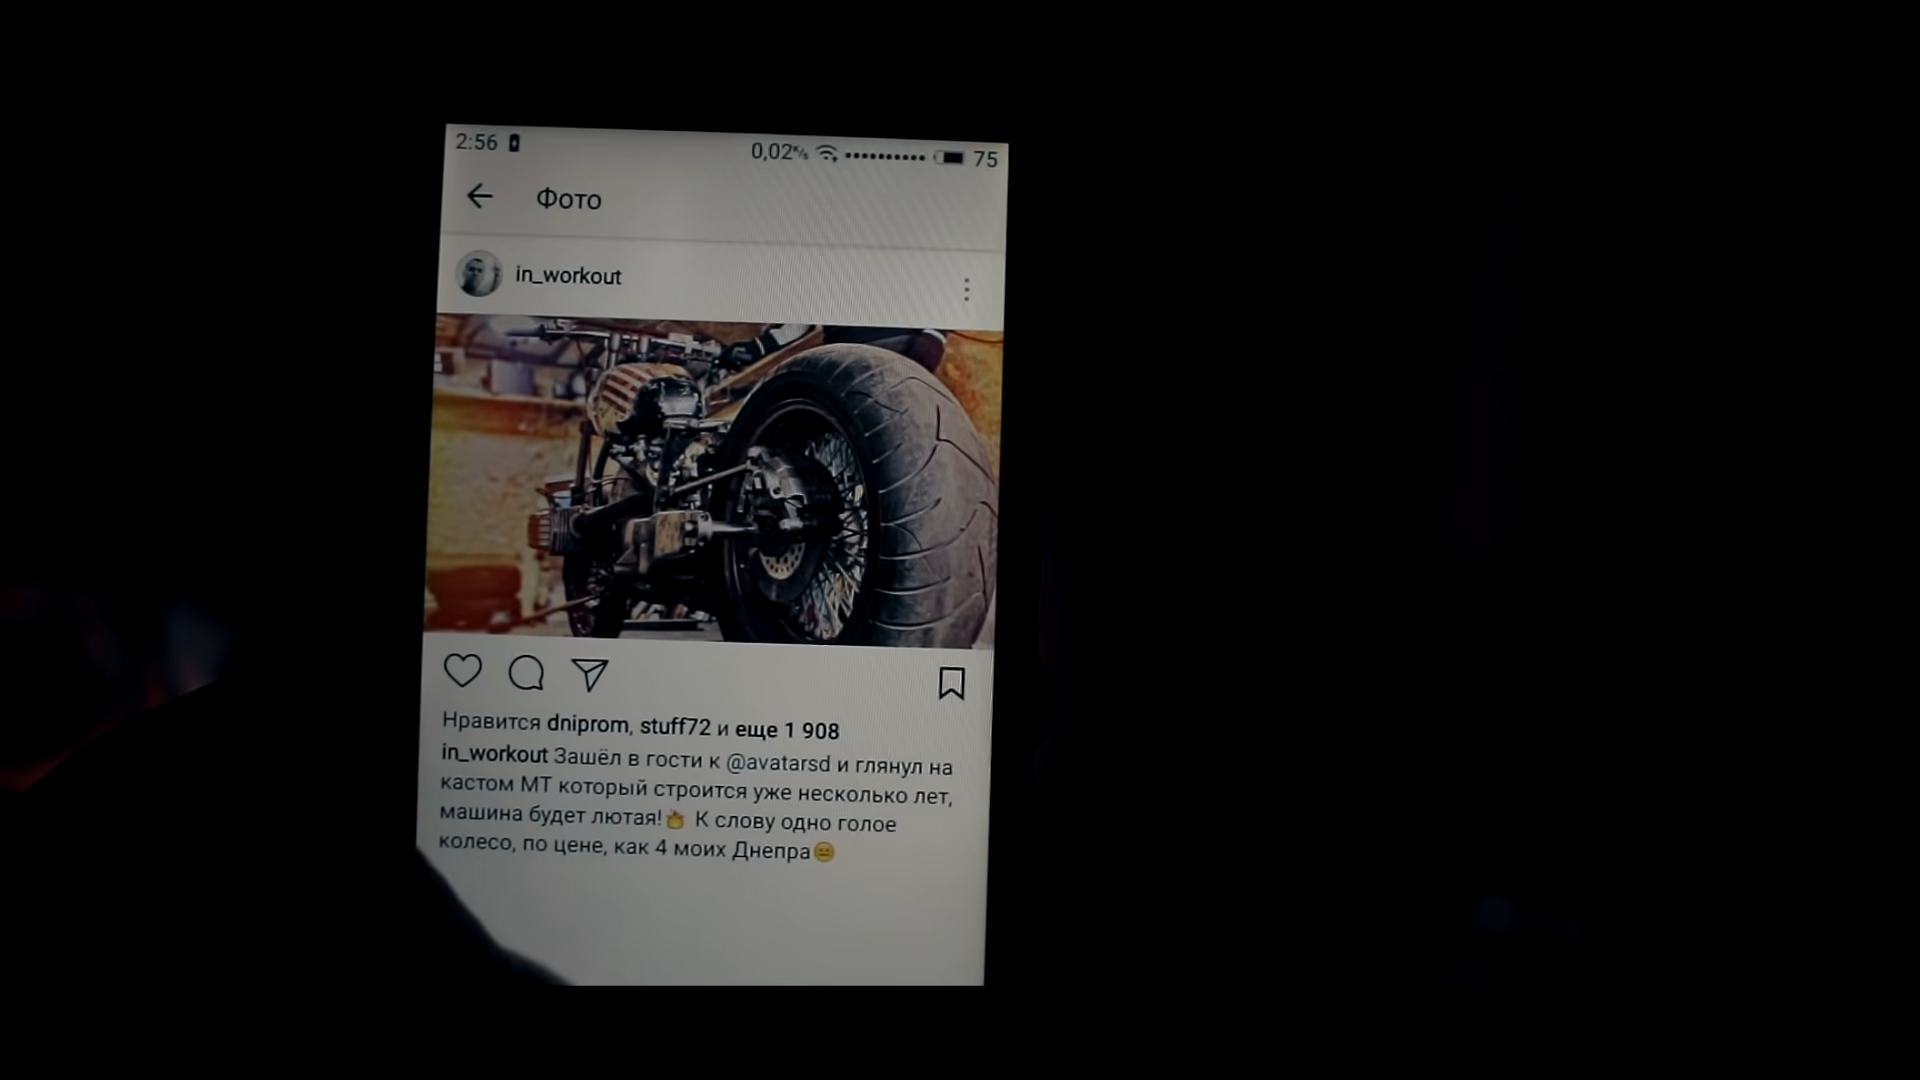 2:56 0,02K/s 75
Фото
in_workout
Нравится dniprom, stuff72 и еще 1 908
in_workout Зашёл в гости к @avatarsd и глянул на
кастом МТ который строится уже несколько лет,
машина будет лютая!🔥 К слову одно голое
колесо, по цене, как 4 моих Днепра😑